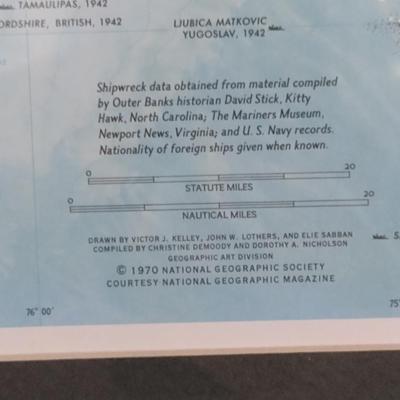 TAMAULIPAS, 1942
ORDSHIRE, BRITISH, 1942
LJUBICA MATKOVIC
YUGOSLAV, 1942
Shipwreck data obtained from material compiled
by Outer Banks historian David Stick, Kitty
Hawk, North Carolina; The Mariners Museum,
Newport News, Virginia; and U. S. Navy records.
Nationality of foreign ships given when known.
0 20
STATUTE MILES
0 20
NAUTICAL MILES
DRAWN BY VICTOR J. KELLEY, JOHN W. LOTHERS, AND ELIE SABBAN
COMPILED BY CHRISTINE DEMOODY AND DOROTHY A. NICHOLSON
GEOGRAPHIC ART DIVISION
© 1970 NATIONAL GEOGRAPHIC SOCIETY
COURTESY NATIONAL GEOGRAPHIC MAGAZINE
76° 00'
75°